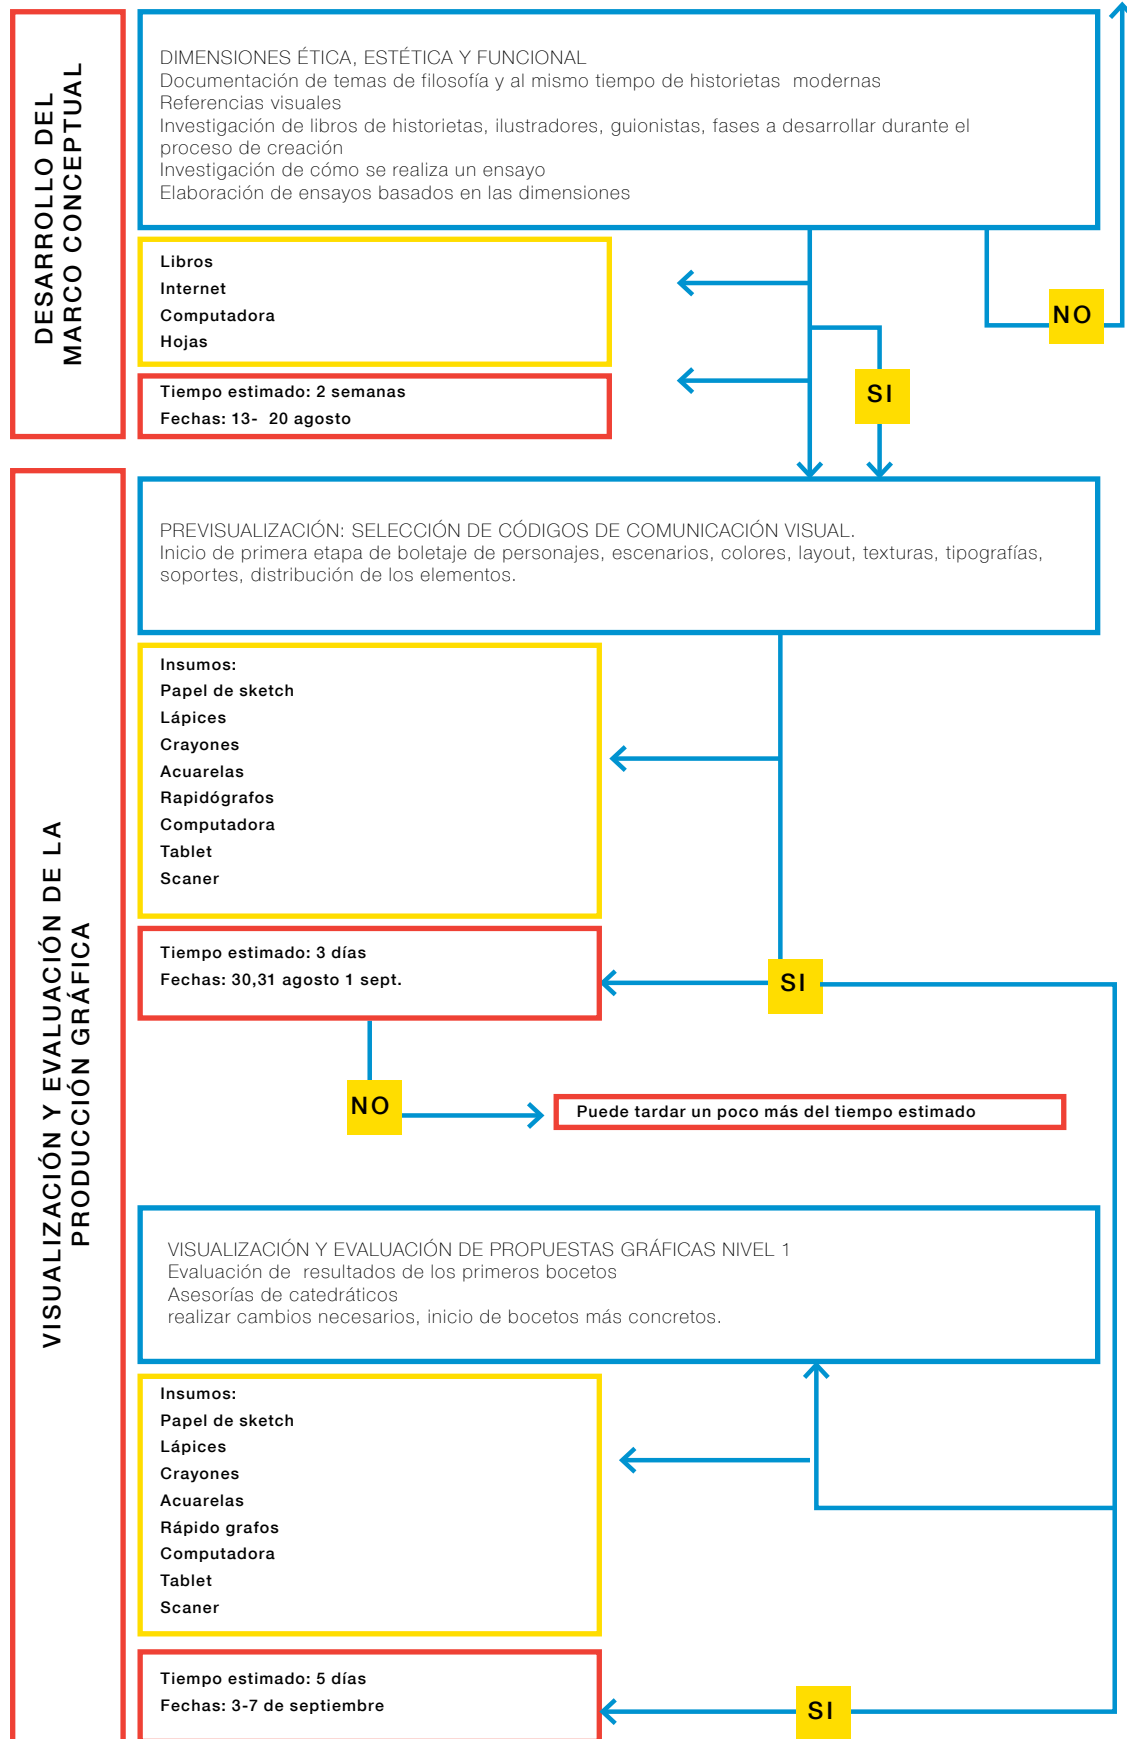 DESARROLLO DEL
MARCO CONCEPTUAL
DIMENSIONES ÉTICA, ESTÉTICA Y FUNCIONAL
Documentación de temas de filosofía y al mismo tiempo de historietas modernas
Referencias visuales
Investigación de libros de historietas, ilustradores, guionistas, fases a desarrollar durante el
proceso de creación
Investigación de cómo se realiza un ensayo
Elaboración de ensayos basados en las dimensiones
Libros
Internet
Computadora
Hojas
NO
SI
Tiempo estimado: 2 semanas
Fechas: 13- 20 agosto
VISUALIZACIÓN Y EVALUACIÓN DE LA
PRODUCCIÓN GRÁFICA
PREVISUALIZACIÓN: SELECCIÓN DE CÓDIGOS DE COMUNICACIÓN VISUAL.
Inicio de primera etapa de boletaje de personajes, escenarios, colores, layout, texturas, tipografías,
soportes, distribución de los elementos.
Insumos:
Papel de sketch
Lápices
Crayones
Acuarelas
Rapidógrafos
Computadora
Tablet
Scaner
Tiempo estimado: 3 días
Fechas: 30,31 agosto 1 sept.
SI
NO
Puede tardar un poco más del tiempo estimado
VISUALIZACIÓN Y EVALUACIÓN DE PROPUESTAS GRÁFICAS NIVEL 1
Evaluación de resultados de los primeros bocetos
Asesorías de catedráticos
realizar cambios necesarios, inicio de bocetos más concretos.
Insumos:
Papel de sketch
Lápices
Crayones
Acuarelas
Rápido grafos
Computadora
Tablet
Scaner
Tiempo estimado: 5 días
Fechas: 3-7 de septiembre
SI